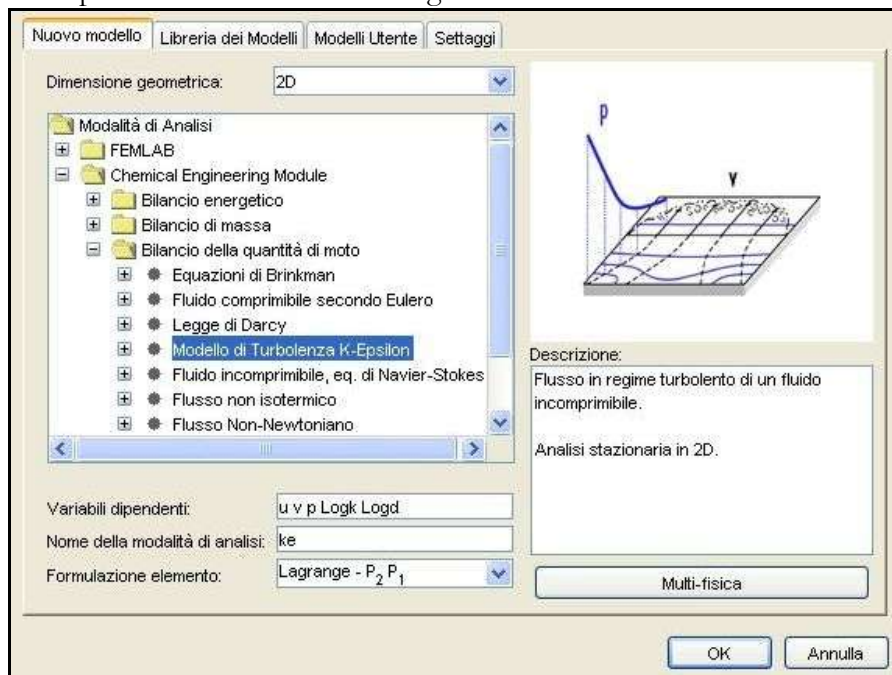 Nuovo modello Libreria dei Modelli Modelli Utente Settaggi
Dimensione geometrica: 2D
Modalità di Analisi
FEMLAB
Chemical Engineering Module
Bilancio energetico
Bilancio di massa
Bilancio della quantità di moto
Equazioni di Brinkman
Fluido comprimibile secondo Eulero
Legge di Darcy
Modello di Turbolenza K-Epsilon
Fluido incomprimibile, eq. di Navier-Stokes
Flusso non isotermico
Flusso Non-Newtoniano
p
v
Descrizione:
Flusso in regime turbolento di un fluido
incomprimibile.
Analisi stazionaria in 2D.
Variabili dipendenti: u v p Logk Logd
Nome della modalità di analisi: ke
Formulazione elemento: Lagrange - P2 P1
Multi-fisica
OK Annulla